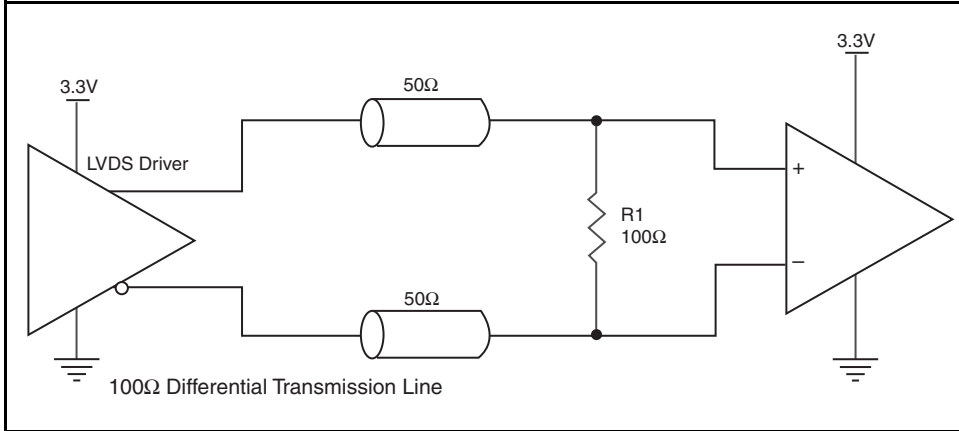 3.3V
3.3V
50Ω
LVDS Driver
+
R1
100Ω
−
50Ω
100Ω Differential Transmission Line